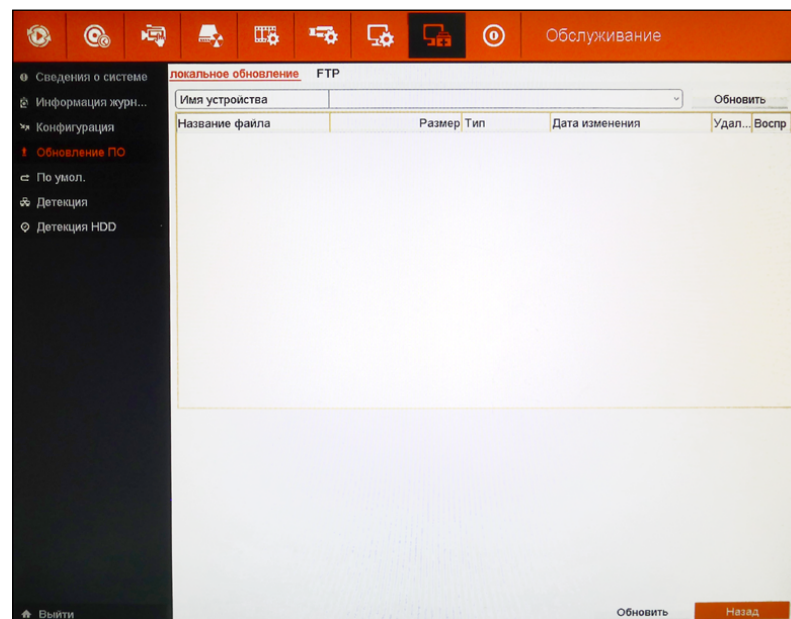 Обслуживание
Сведения о системе
Информация журн...
Конфигурация
Обновление ПО
По умол.
Детекция
Детекция HDD
Выйти
локальное обновление FTP
Имя устройства Обновить
Название файла Размер Тип Дата изменения Удал... Воспр
Обновить Назад